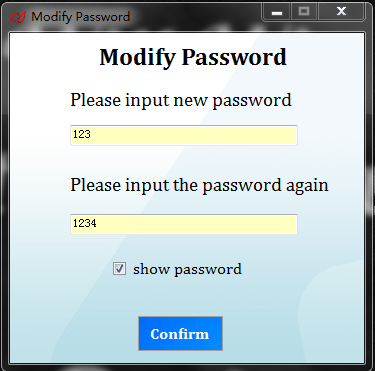 Modify Password
Modify Password
Please input new password
123
Please input the password again
1234
show password
Confirm